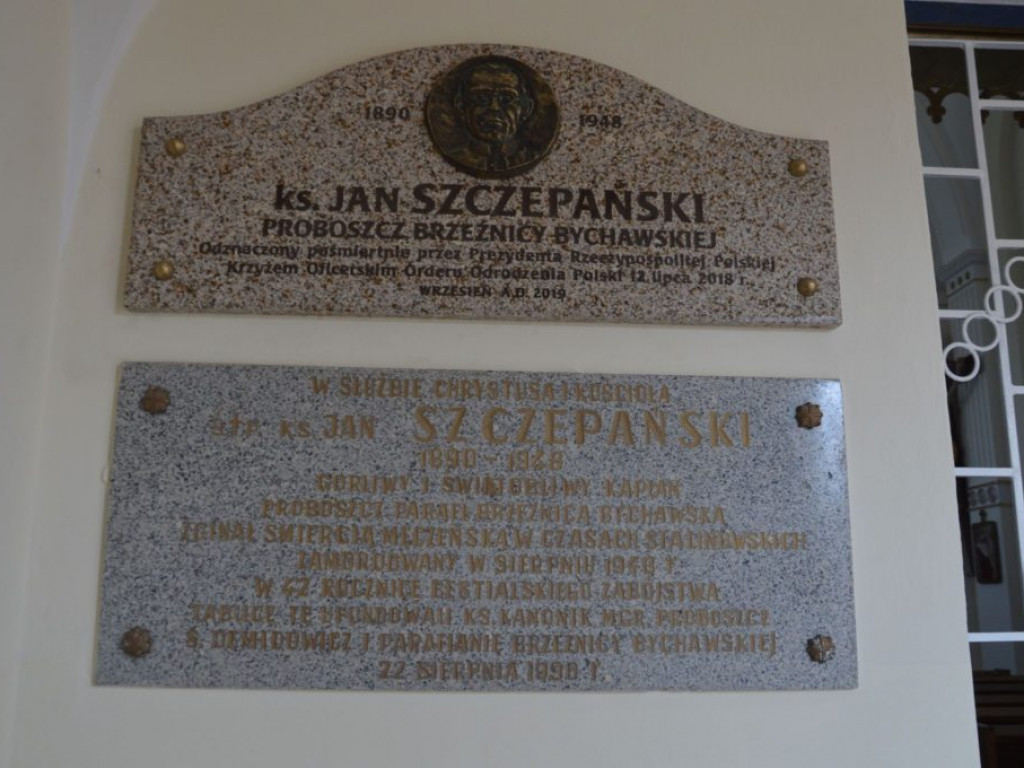 1890 1948
ks. JAN SZCZEPAŃSKI
PROBOSZCZ BRZEŹNICY BYCHAWSKIEJ
Odznaczony pośmiertnie przez Prezydenta Rzeczypospolitej Polskiej
Krzyżem Oficerskim Orderu Odrodzenia Polski 12 lipca 2018 r.
WRZESIEŃ A.D. 2019
W SŁUŻBIE CHRYSTUSA I KOŚCIOŁA
ŚP. ks. JAN SZCZEPAŃSKI
1890 - 1948
GORLIWY I ŚWIĄTOBLIWY KAPŁAN
PROBOSZCZ PARAFI BRZEŹNICA BYCHAWSKA
ZGINĄŁ ŚMIERCIĄ MĘCZEŃSKĄ W CZASACH STALINOWSKICH
ZAMORDOWANY W SIERPNIU 1948 r.
W 42 ROCZNICĘ BESTIALSKIEGO ZABÓJSTWA
TABLICĘ TĘ UFUNDOWALI KS. KANONIK MGR. PROBOSZCZ
S. DEMIDOWICZ I PARAFIANIE BRZEŹNICY BYCHAWSKIEJ
22 SIERPNIA 1990 r.